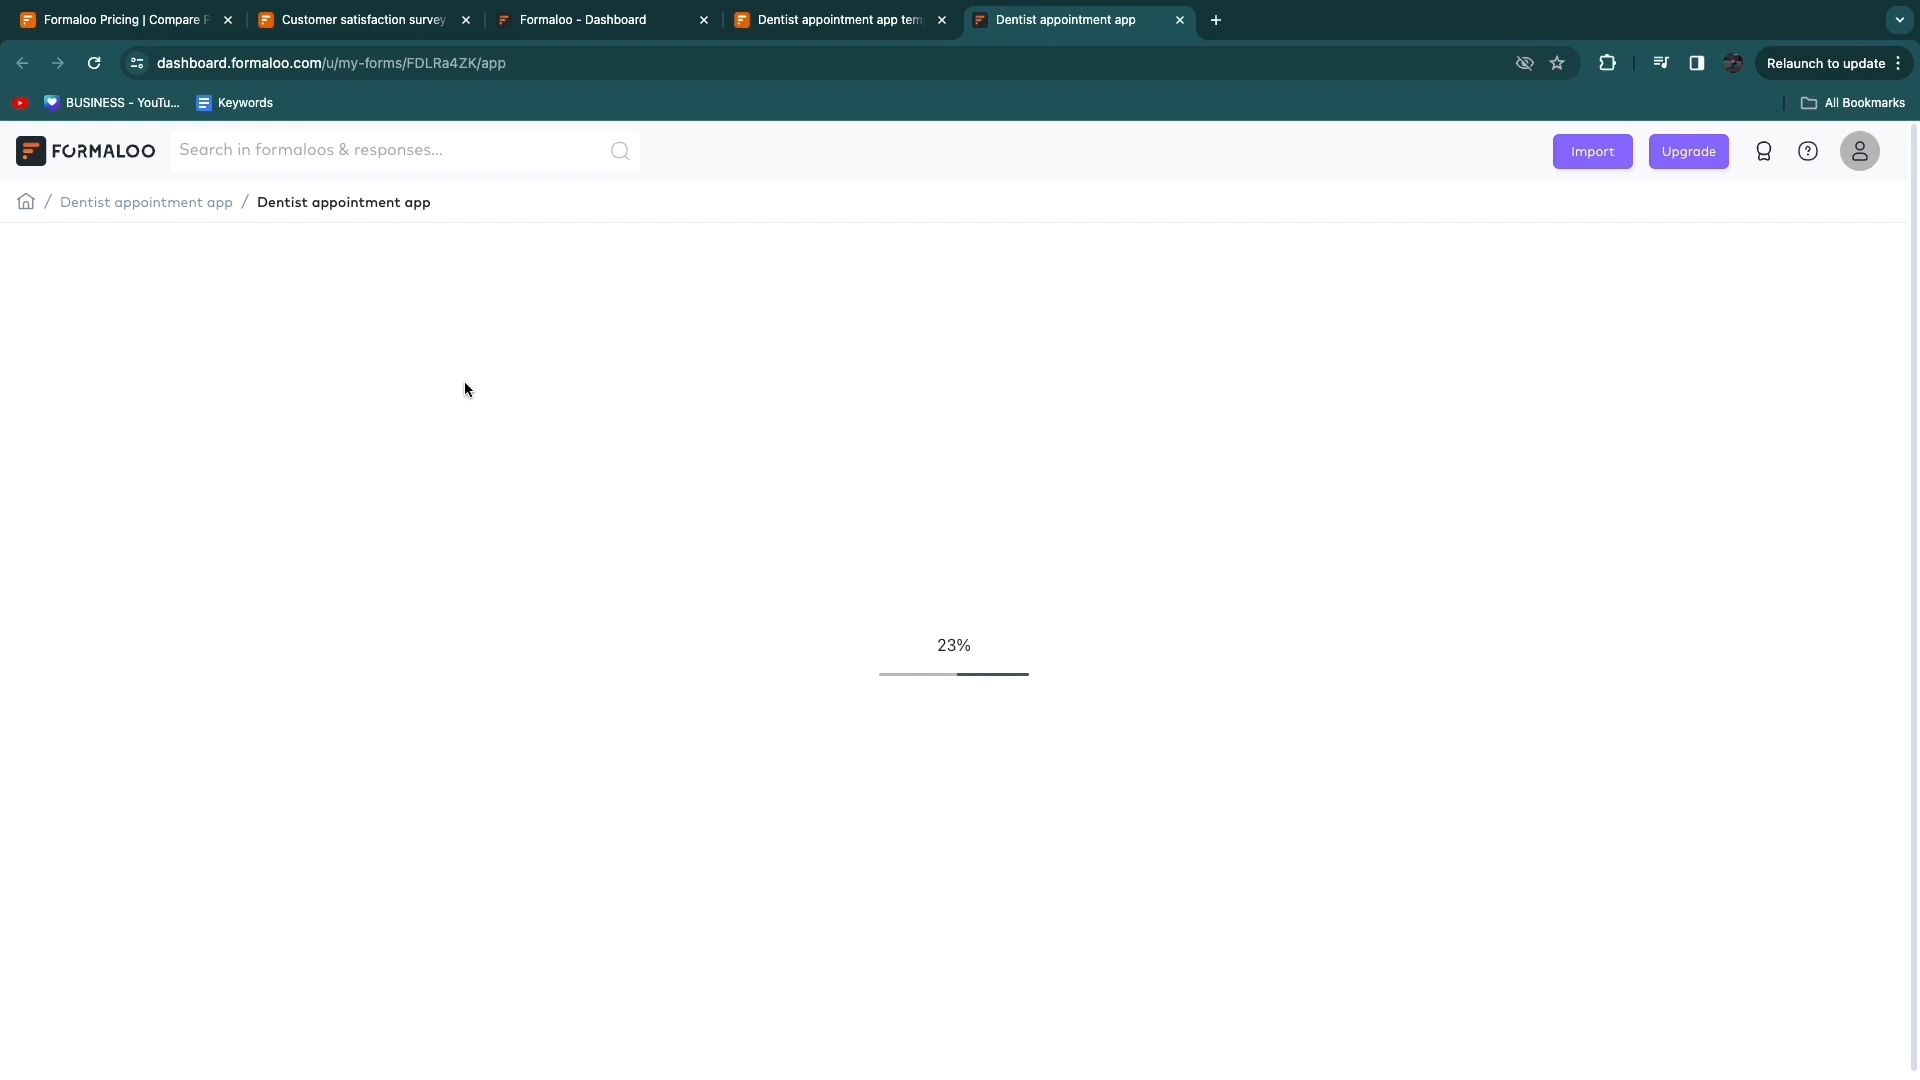 Formaloo Pricing | Compare P
Customer satisfaction survey
Formaloo - Dashboard
Dentist appointment app tem
Dentist appointment app
dashboard.formaloo.com/u/my-forms/FDLRa4ZK/app
Relaunch to update
BUSINESS - YouTu...
Keywords
All Bookmarks
FORMALOO
Search in formaloos & responses...
Import
Upgrade
/ Dentist appointment app / Dentist appointment app
23%